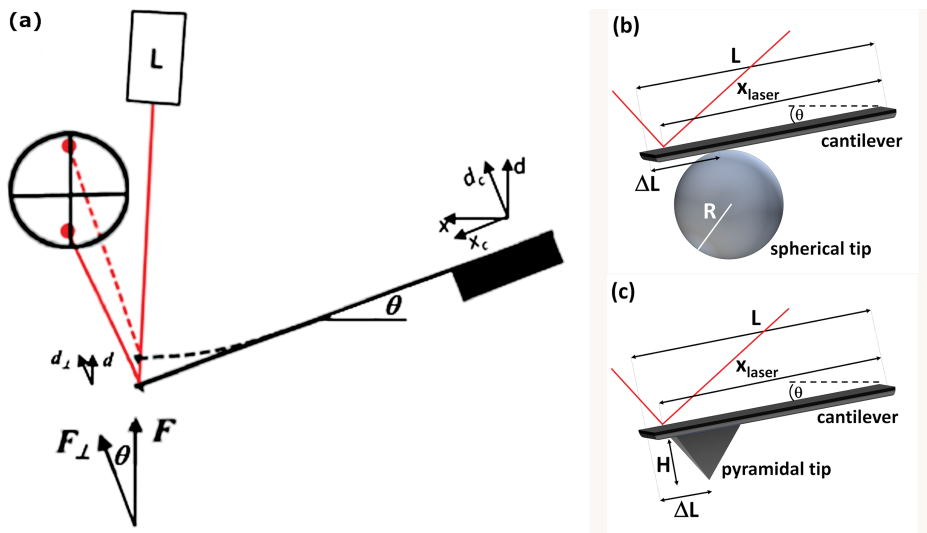 (a)
L
d_c
d
x
x_c
θ
d_⊥
d
F_⊥
θ
F
(b)
L
x_laser
θ
cantilever
ΔL
R
spherical tip
(c)
L
x_laser
θ
cantilever
H
pyramidal tip
ΔL